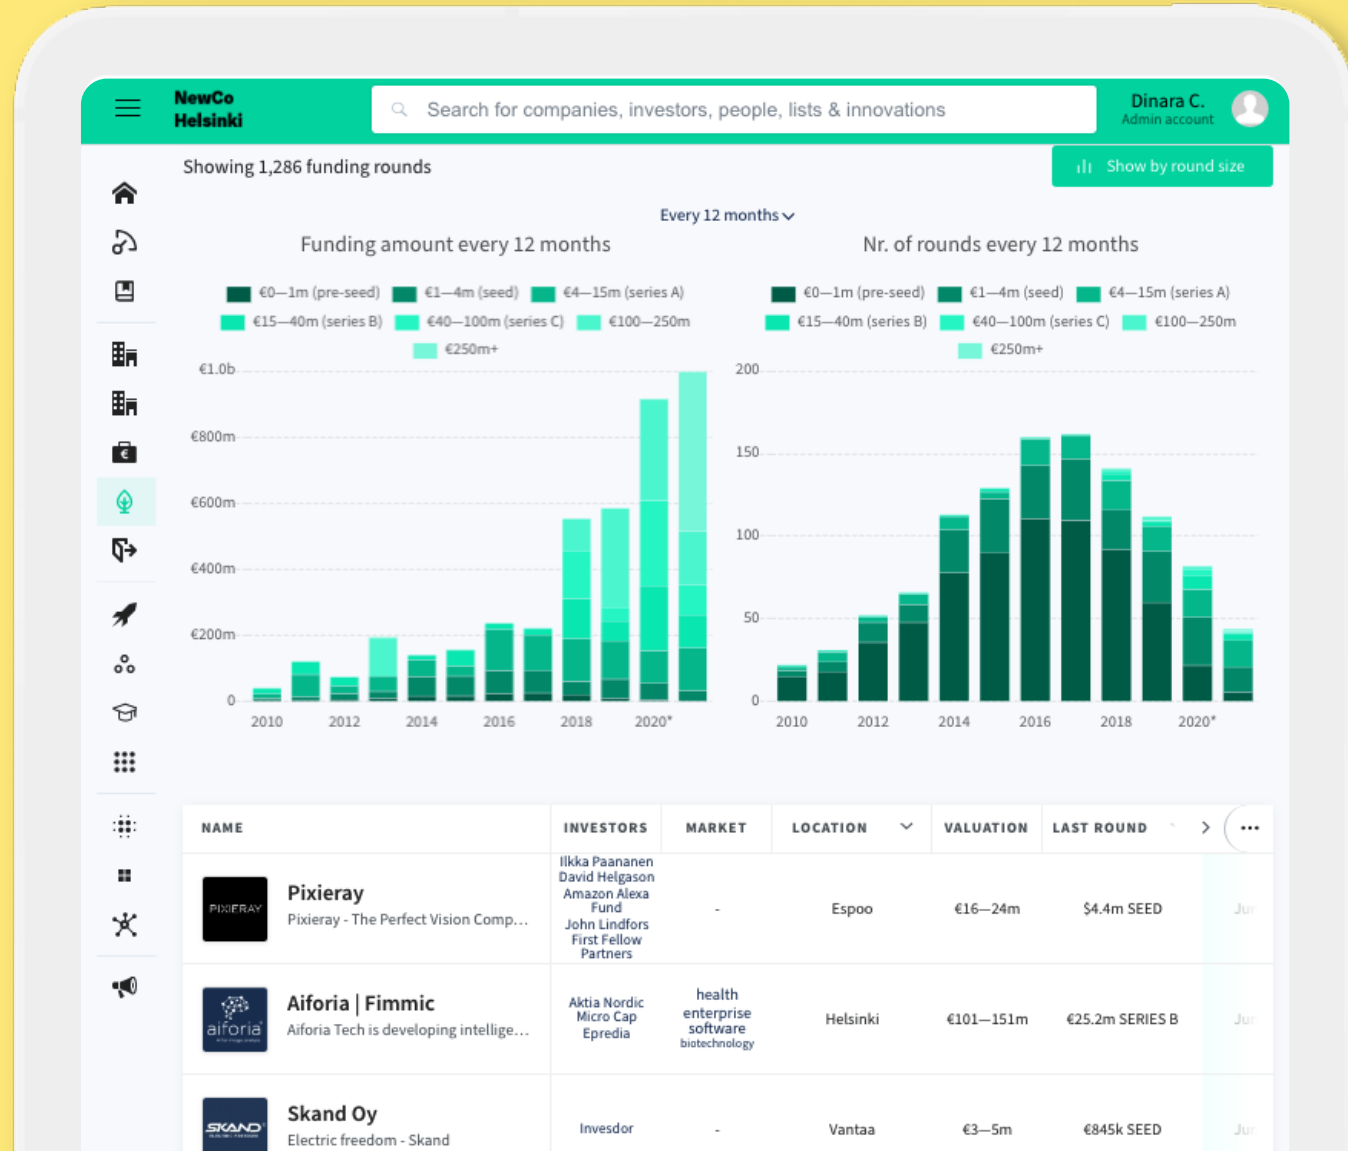 NewCo
Helsinki
Search for companies, investors, people, lists & innovations
Dinara C.
Admin account
Showing 1,286 funding rounds
Show by round size
Every 12 months
Funding amount every 12 months
€0—1m (pre-seed) €1—4m (seed) €4—15m (series A)
€15—40m (series B) €40—100m (series C) €100—250m
€250m+
€1.0b
€800m
€600m
€400m
€200m
0
2010 2012 2014 2016 2018 2020*
Nr. of rounds every 12 months
€0—1m (pre-seed) €1—4m (seed) €4—15m (series A)
€15—40m (series B) €40—100m (series C) €100—250m
€250m+
200
150
100
50
0
2010 2012 2014 2016 2018 2020*
NAME INVESTORS MARKET LOCATION VALUATION LAST ROUND
PIXIERAY
Pixieray
Pixieray - The Perfect Vision Comp...
Ilkka Paananen
David Helgason
Amazon Alexa
Fund
John Lindfors
First Fellow
Partners
-
Espoo
€16—24m
$4.4m SEED
Jun
aiforia
Aiforia | Fimmic
Aiforia Tech is developing intellige...
Aktia Nordic
Micro Cap
Epredia
health
enterprise
software
biotechnology
Helsinki
€101—151m
€25.2m SERIES B
Jun
SKAND
Skand Oy
Electric freedom - Skand
Invesdor
-
Vantaa
€3—5m
€845k SEED
Jun